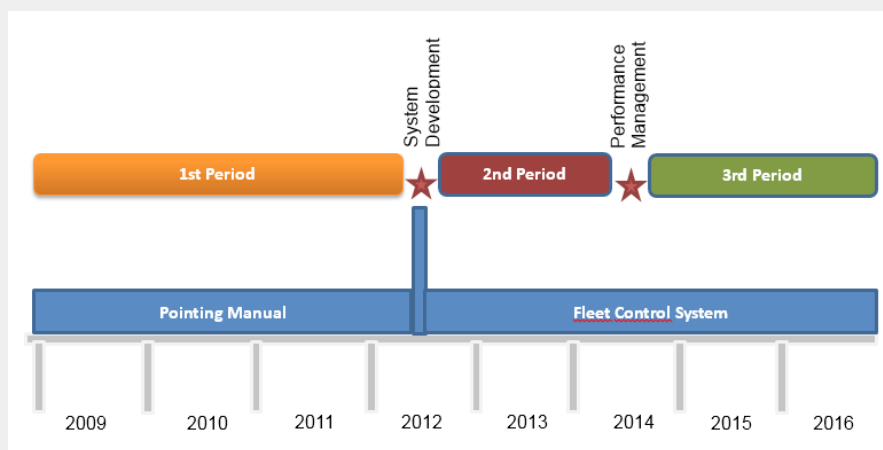 System
Development
Performance
Management
1st Period
2nd Period
3rd Period
Pointing Manual
Fleet Control System
2009
2010
2011
2012
2013
2014
2015
2016